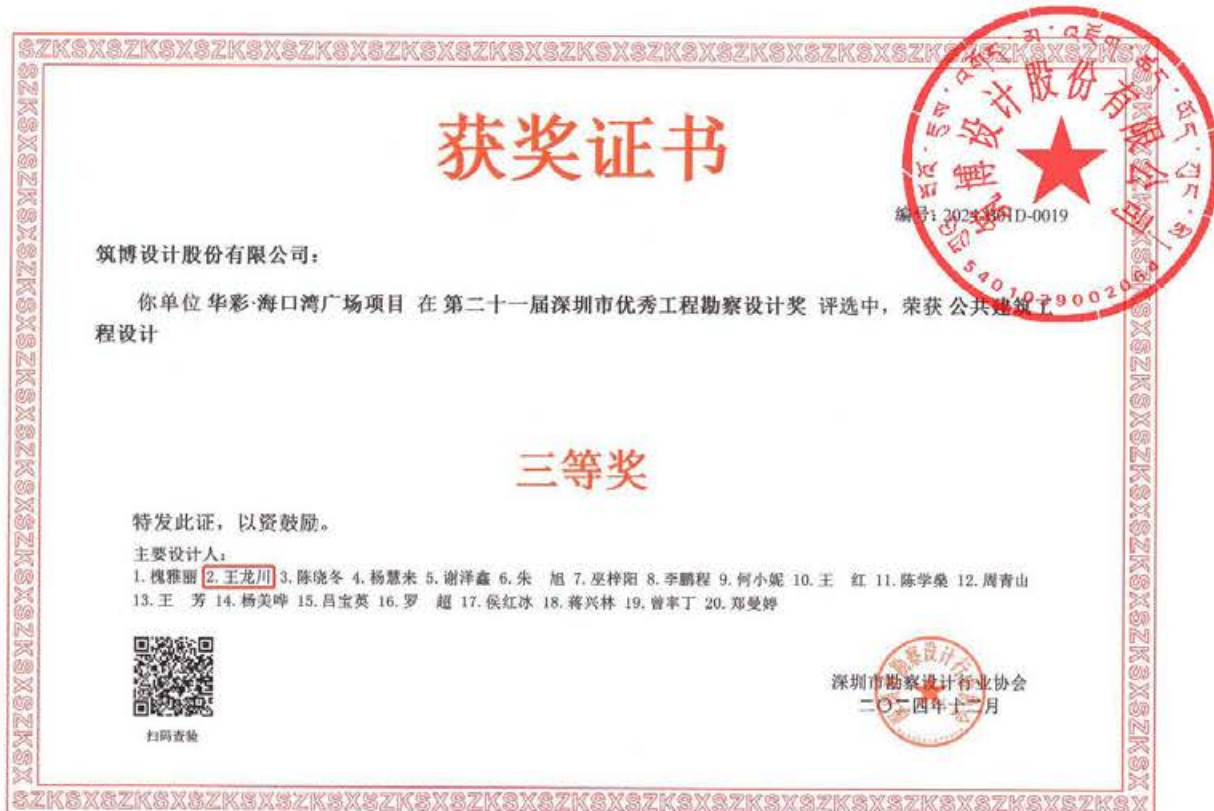 获奖证书
编号：2024-B01D-0019
筑博设计股份有限公司：
你单位 华彩·海口湾广场项目 在 第二十一届深圳市优秀工程勘察设计奖 评选中，荣获 公共建筑工
程设计
三等奖
特发此证，以资鼓励。
主要设计人：
1.槐雅丽 2.王龙川 3.陈晓冬 4.杨慧来 5.谢泽鑫 6.朱 旭 7.巫梓阳 8.李鹏程 9.何小妮 10.王 红 11.陈学燊 12.周青山
13.王 芳 14.杨美哗 15.吕宝英 16.罗 超 17.侯红冰 18.蒋兴林 19.曾率丁 20.郑曼婷
扫码查验
深圳市勘察设计行业协会
二〇二四年十二月
筑博设计股份有限公司